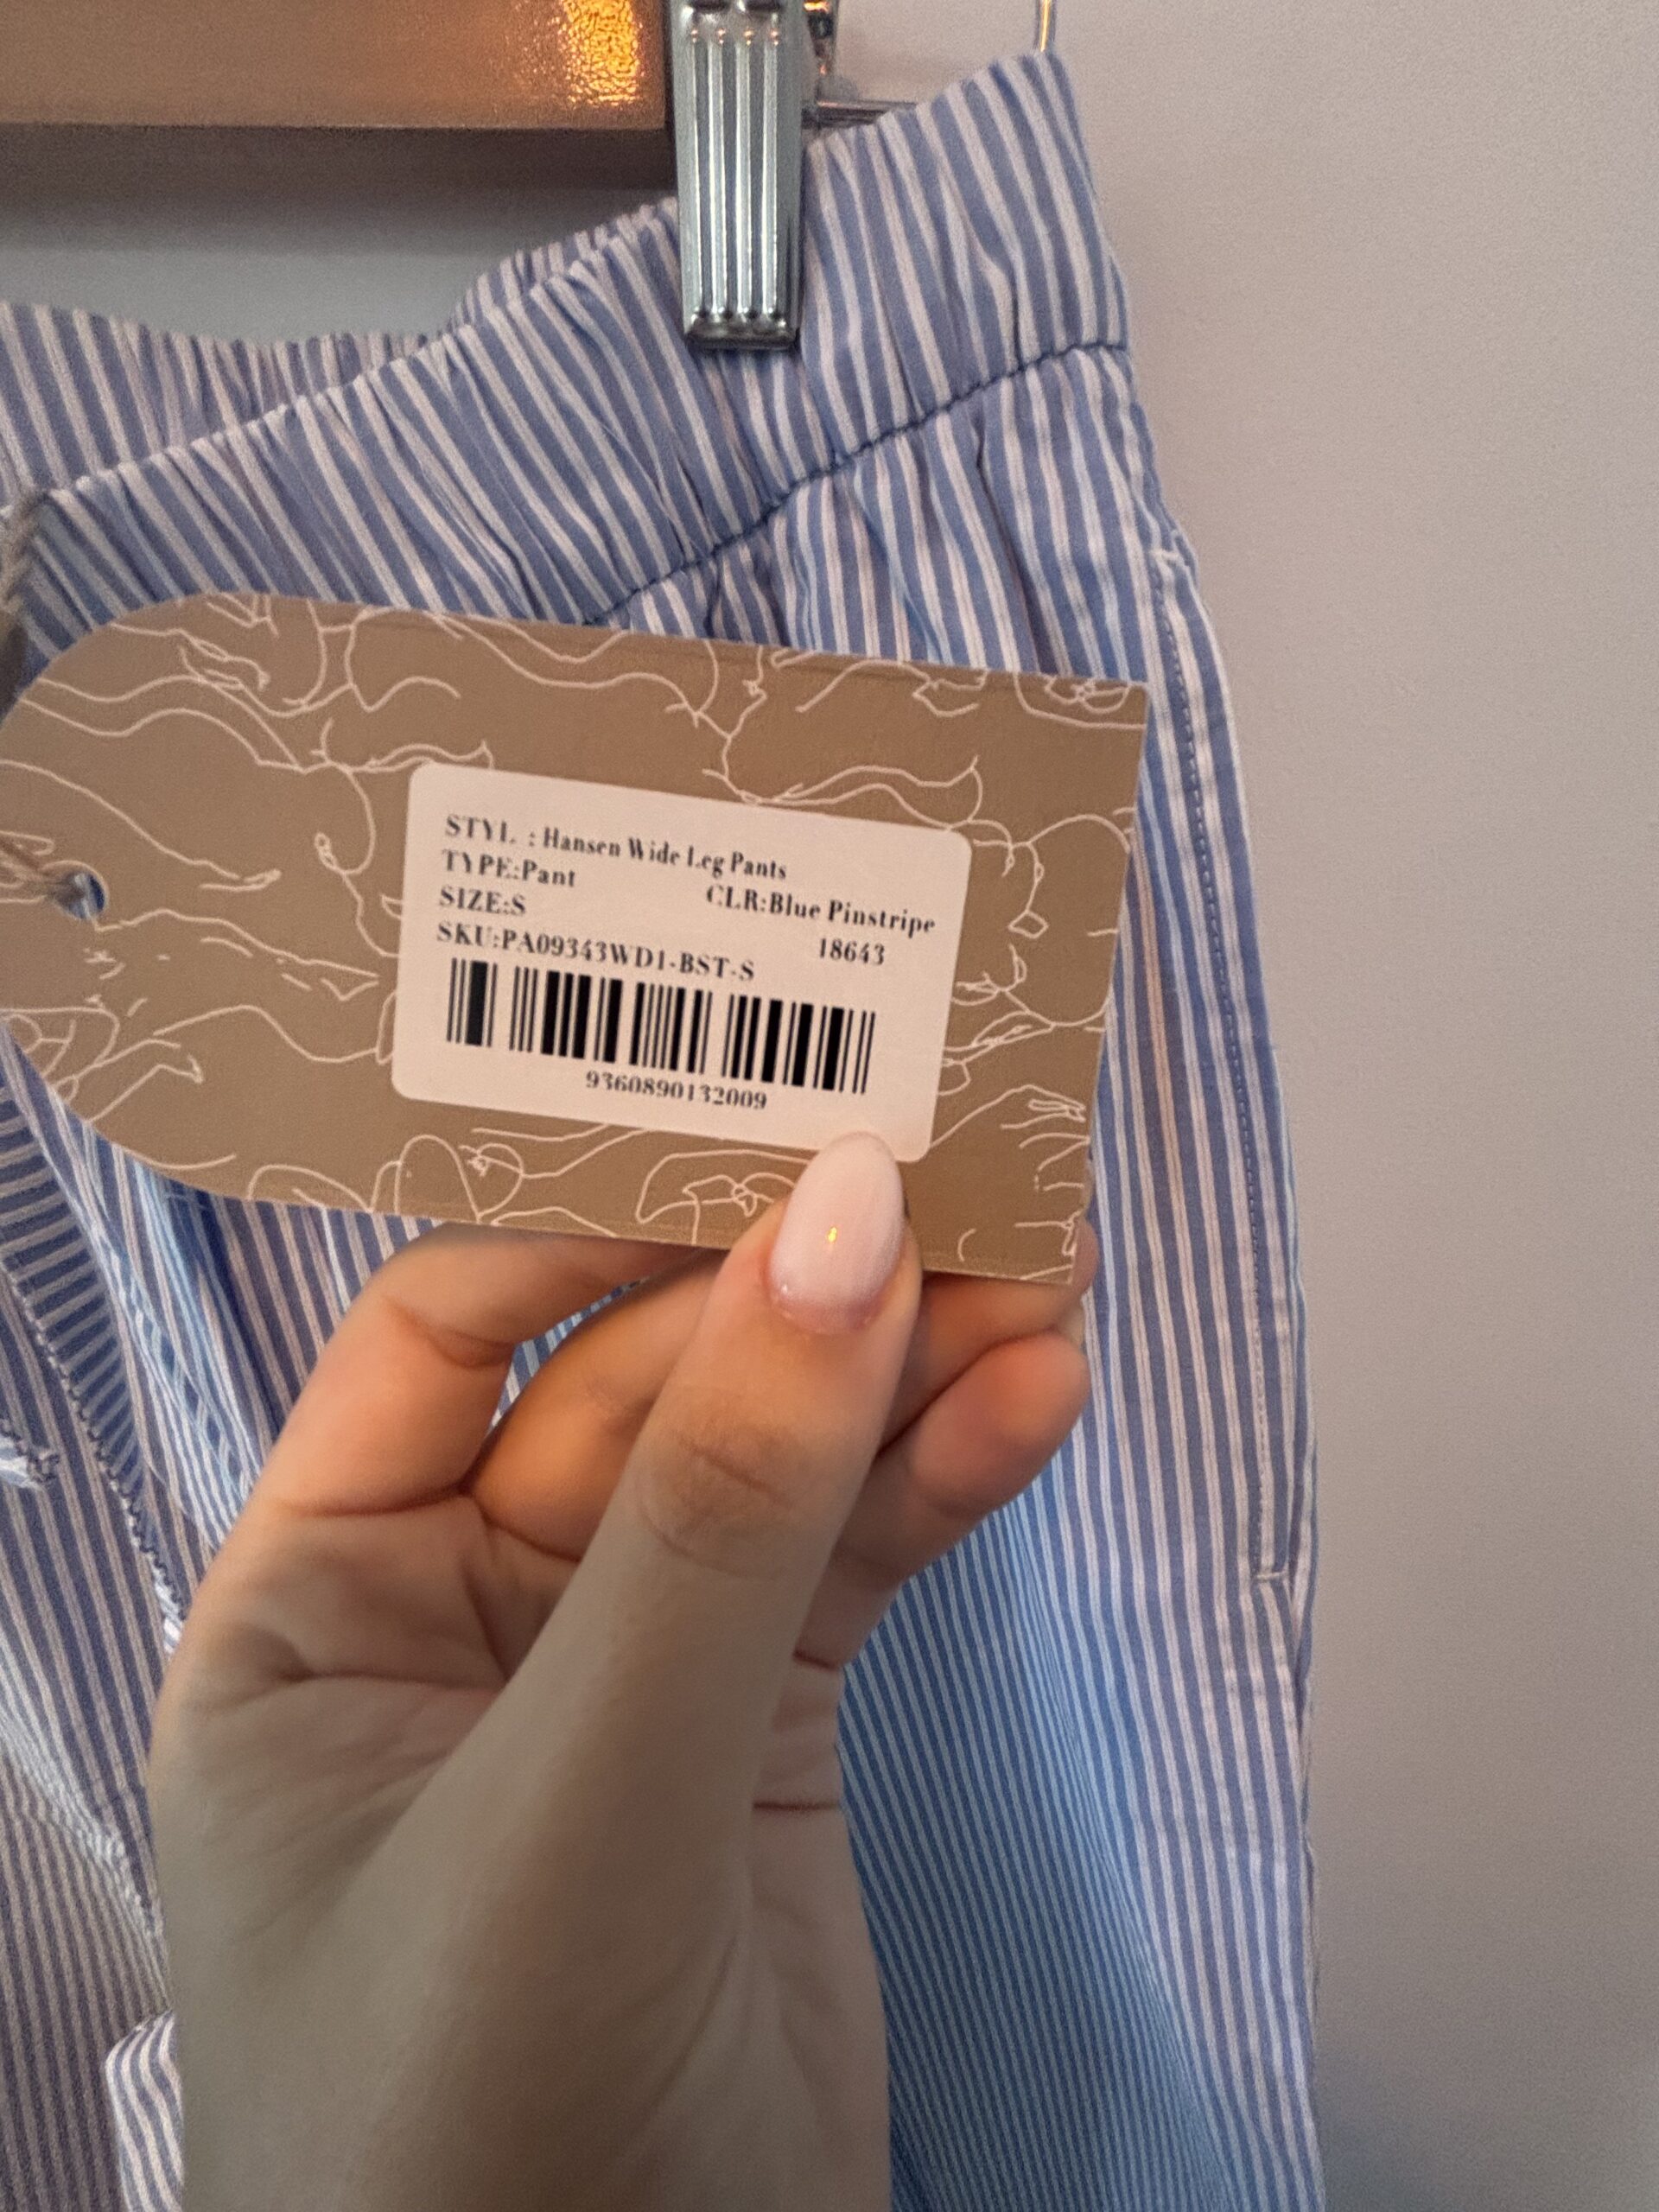 STYL : Hansen Wide Leg Pants
TYPE:Pant CLR:Blue Pinstripe
SIZE:S 18643
SKU:PA09343WD1-BST-S
9360890132009